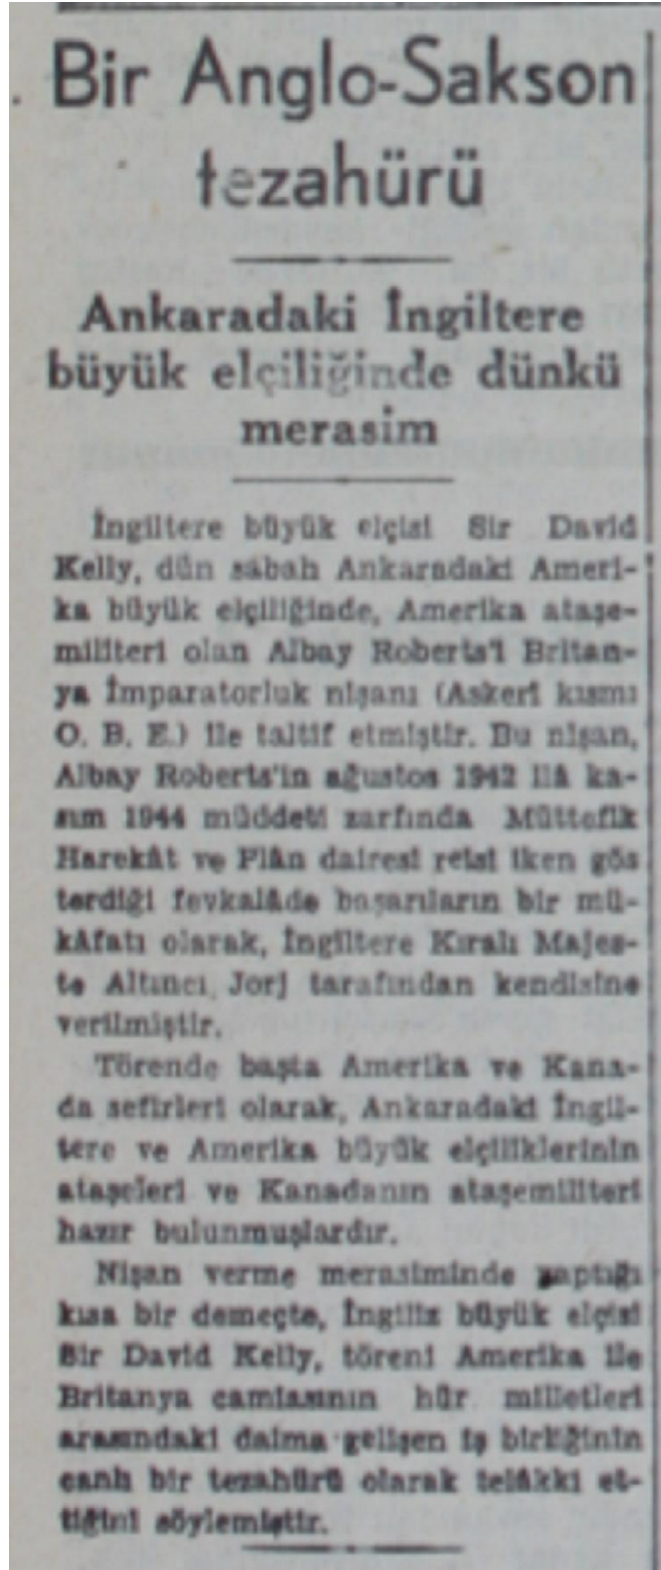 Bir Anglo-Sakson
tezahürü
Ankaradaki İngiltere
büyük elçiliğinde dünkü
merasim
İngiltere büyük elçisi Sir David
Kelly, dün sabah Ankaradaki Ameri-
ka büyük elçiliğinde, Amerika ataşe-
militeri olan Albay Roberts'i Britan-
ya İmparatorluk nişanı (Askerî kısmı
O. B. E.) ile taltif etmiştir. Bu nişan,
Albay Roberts'in ağustos 1942 ilâ ka-
sım 1944 müddeti zarfında Müttefik
Harekât ve Plân dairesi reisi iken gös
terdiği fevkalâde başarıların bir mü-
kâfatı olarak, İngiltere Kıralı Majes-
te Altıncı Jorj tarafından kendisine
verilmiştir.
Törende başta Amerika ve Kana-
da sefirleri olarak, Ankaradaki İngil-
tere ve Amerika büyük elçiliklerinin
ataşeleri ve Kanadanın ataşemiliteri
hazır bulunmuşlardır.
Nişan verme merasiminde yaptığı
kısa bir demeçte, İngiliz büyük elçisi
Sir David Kelly, töreni Amerika ile
Britanya camiasının hür milletleri
arasındaki daima gelişen iş birliğinin
canlı bir tezahürü olarak telâkki et-
tiğini söylemiştir.